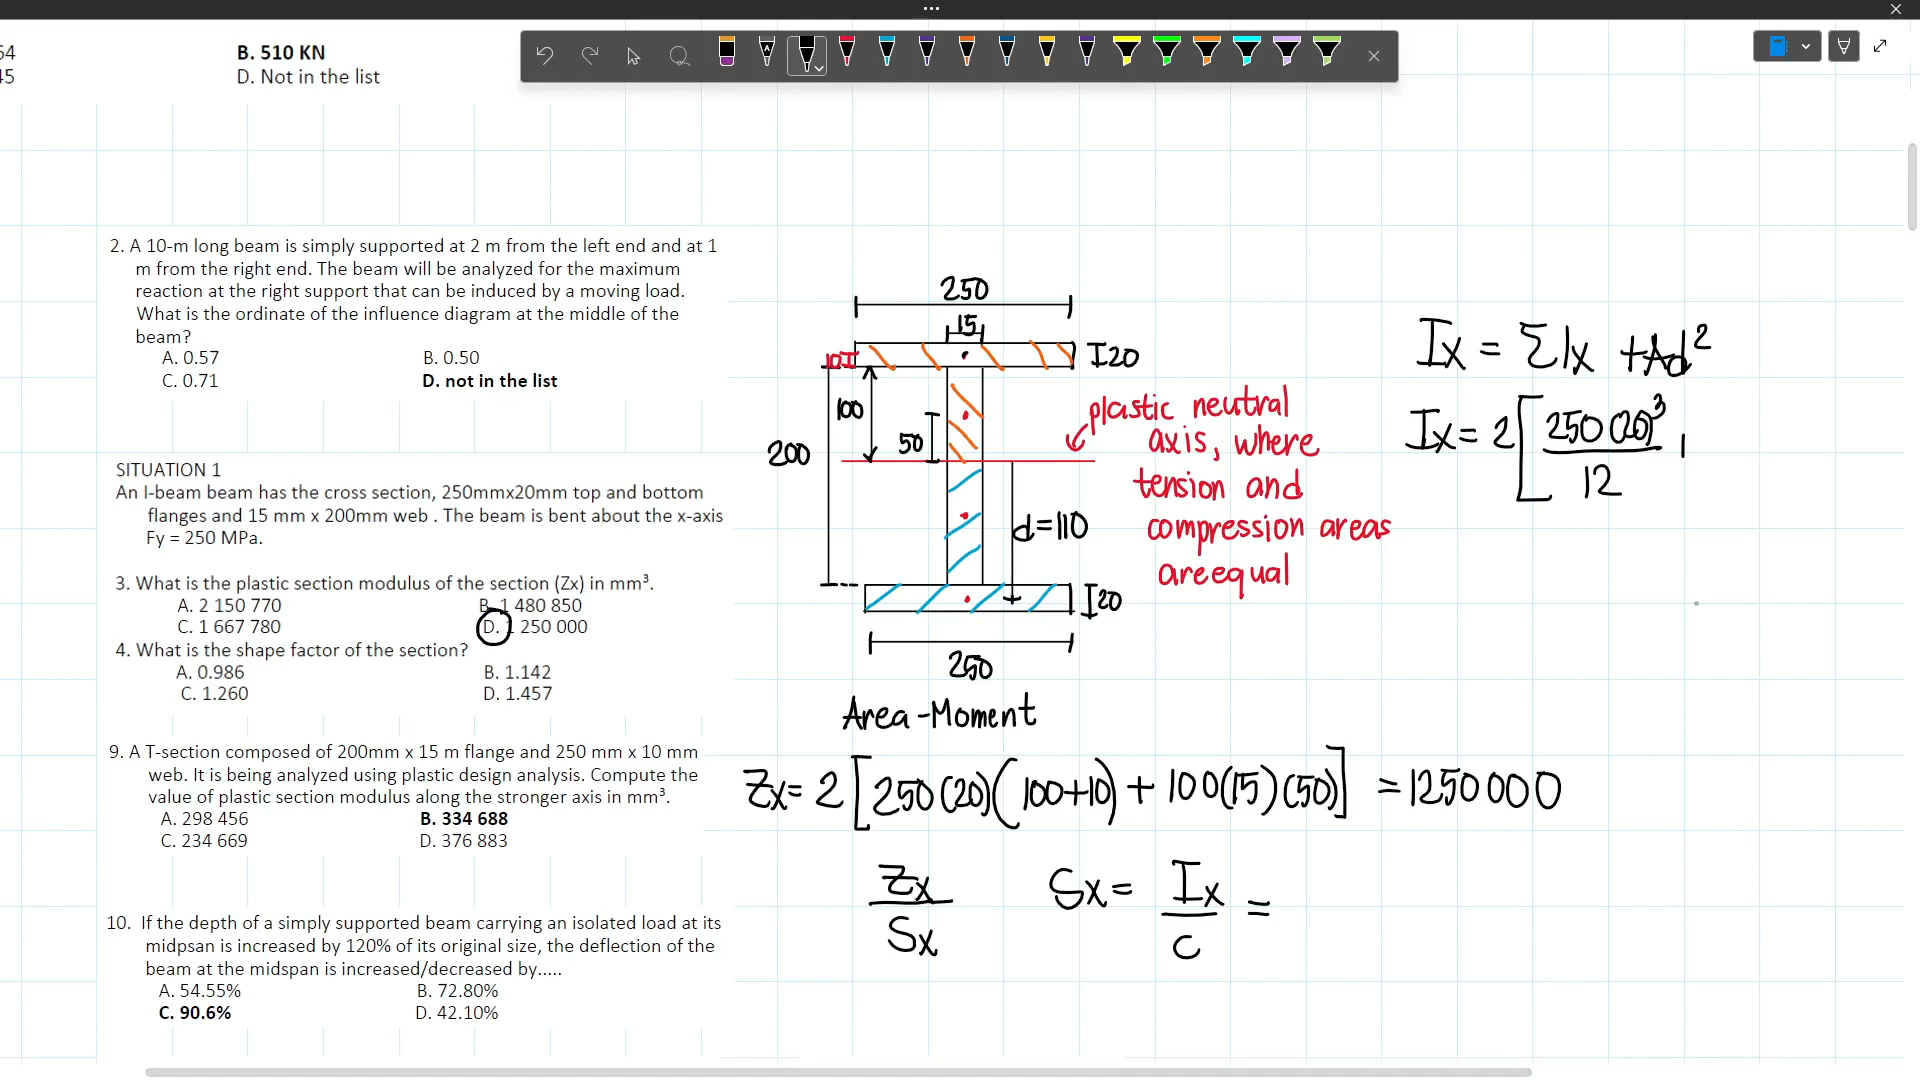 54
45
B. 510 KN
D. Not in the list
2. A 10-m long beam is simply supported at 2 m from the left end and at 1
m from the right end. The beam will be analyzed for the maximum
reaction at the right support that can be induced by a moving load.
What is the ordinate of the influence diagram at the middle of the
beam?
A. 0.57 B. 0.50
C. 0.71 D. not in the list
SITUATION 1
An I-beam beam has the cross section, 250mmx20mm top and bottom
flanges and 15 mm x 200mm web . The beam is bent about the x-axis
Fy = 250 MPa.
3. What is the plastic section modulus of the section (Zx) in mm³.
A. 2 150 770 B. 1 480 850
C. 1 667 780 D. 1 250 000
4. What is the shape factor of the section?
A. 0.986 B. 1.142
C. 1.260 D. 1.457
9. A T-section composed of 200mm x 15 m flange and 250 mm x 10 mm
web. It is being analyzed using plastic design analysis. Compute the
value of plastic section modulus along the stronger axis in mm³.
A. 298 456 B. 334 688
C. 234 669 D. 376 883
10. If the depth of a simply supported beam carrying an isolated load at its
midpsan is increased by 120% of its original size, the deflection of the
beam at the midspan is increased/decreased by.....
A. 54.55% B. 72.80%
C. 90.6% D. 42.10%
250
15
10
20
100
50
200
d=110
20
250
plastic neutral
axis, where
tension and
compression areas
are equal
Area-Moment
Zx= 2[250(20)(100+10) + 100(15)(50)] = 1250000
Zx
Sx
Sx = Ix =
c
Ix = Σ Ix + Ad²
Ix = 2[250(20)³
12